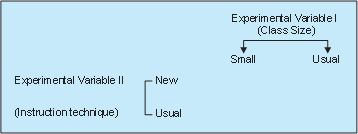 Experimental Variable I
(Class Size)
Small Usual
Experimental Variable II New
(Instruction technique) Usual